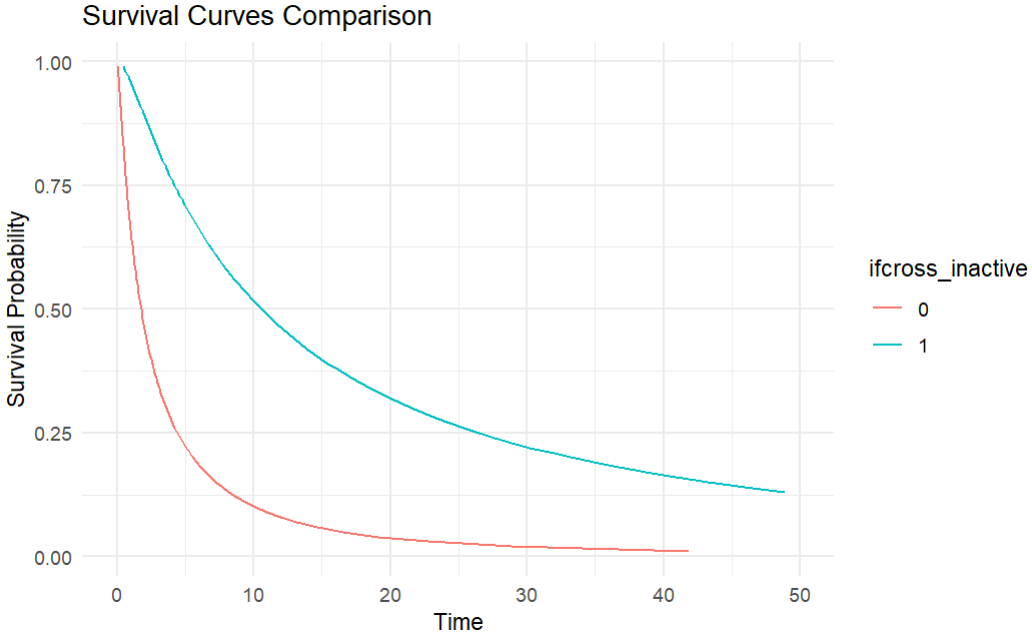 Survival Curves Comparison
Survival Probability
1.00
0.75
0.50
0.25
0.00
0 10 20 30 40 50
Time
ifcross_inactive
0
1